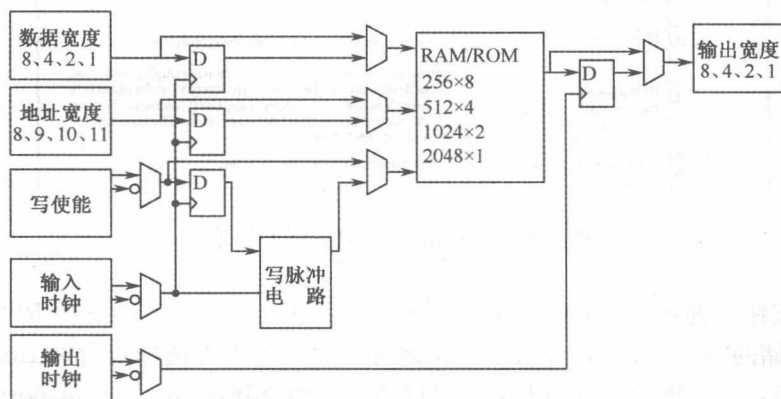 数据宽度
8、4、2、1
地址宽度
8、9、10、11
写使能
输入
时钟
输出
时钟
D
D
D
写脉冲
电 路
RAM/ROM
256×8
512×4
1024×2
2048×1
D
输出宽度
8、4、2、1